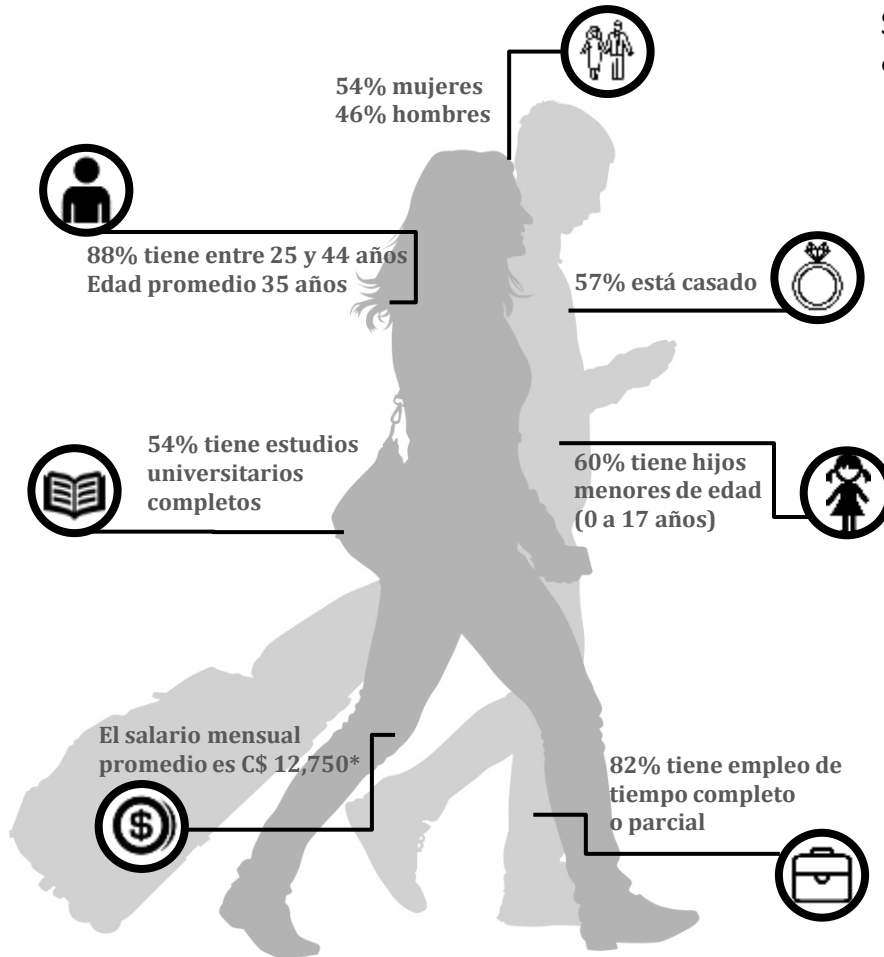 54% mujeres
46% hombres
88% tiene entre 25 y 44 años
Edad promedio 35 años
57% está casado
54% tiene estudios
universitarios
completos
60% tiene hijos
menores de edad
(0 a 17 años)
El salario mensual
promedio es C$ 12,750*
82% tiene empleo de
tiempo completo
o parcial
$